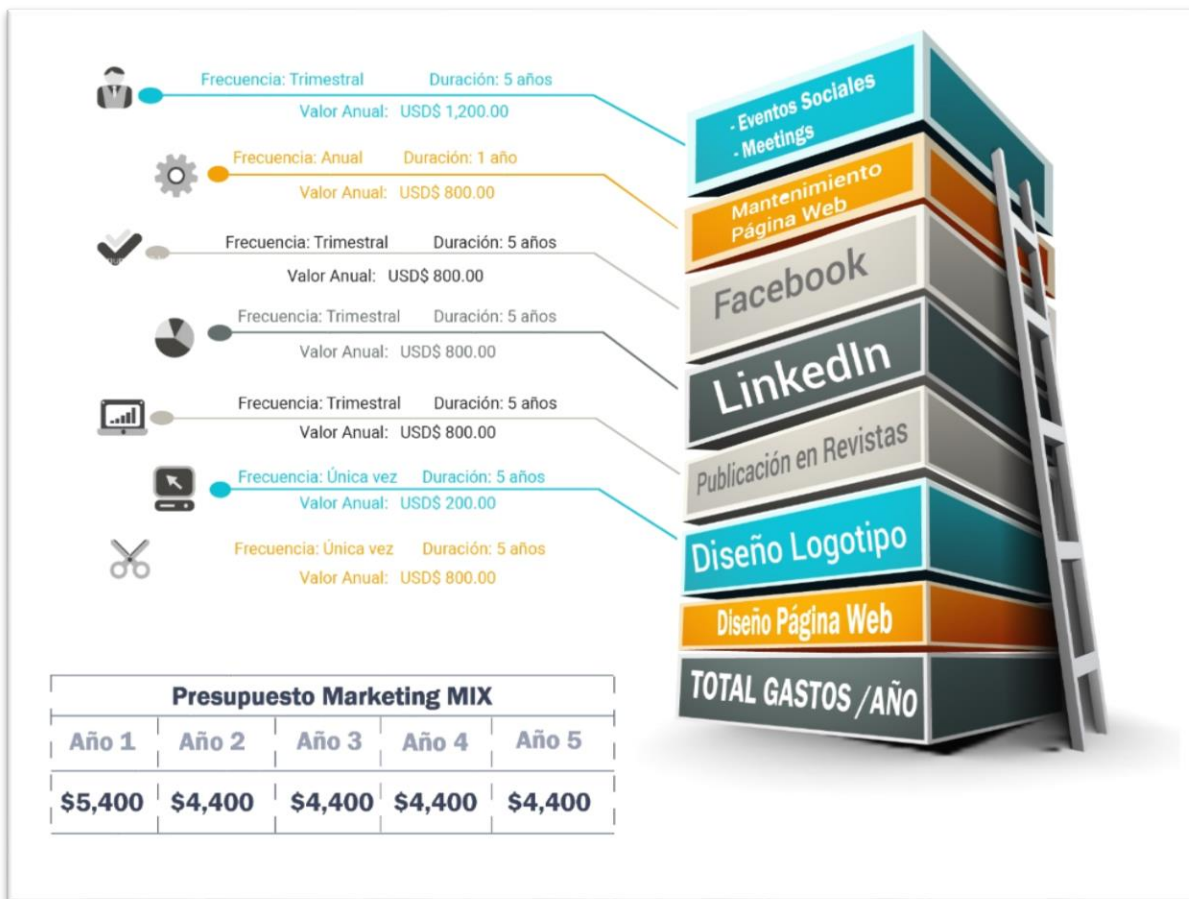 Frecuencia: Trimestral Duración: 5 años
Valor Anual: USD$ 1,200.00
Frecuencia: Anual Duración: 1 año
Valor Anual: USD$ 800.00
Frecuencia: Trimestral Duración: 5 años
Valor Anual: USD$ 800.00
Frecuencia: Trimestral Duración: 5 años
Valor Anual: USD$ 800.00
Frecuencia: Trimestral Duración: 5 años
Valor Anual: USD$ 800.00
Frecuencia: Única vez Duración: 5 años
Valor Anual: USD$ 200.00
Frecuencia: Única vez Duración: 5 años
Valor Anual: USD$ 800.00
- Eventos Sociales
- Meetings
Mantenimiento
Página Web
Facebook
LinkedIn
Publicación en Revistas
Diseño Logotipo
Diseño Página Web
TOTAL GASTOS /AÑO
Presupuesto Marketing MIX
Año 1 Año 2 Año 3 Año 4 Año 5
$5,400 $4,400 $4,400 $4,400 $4,400